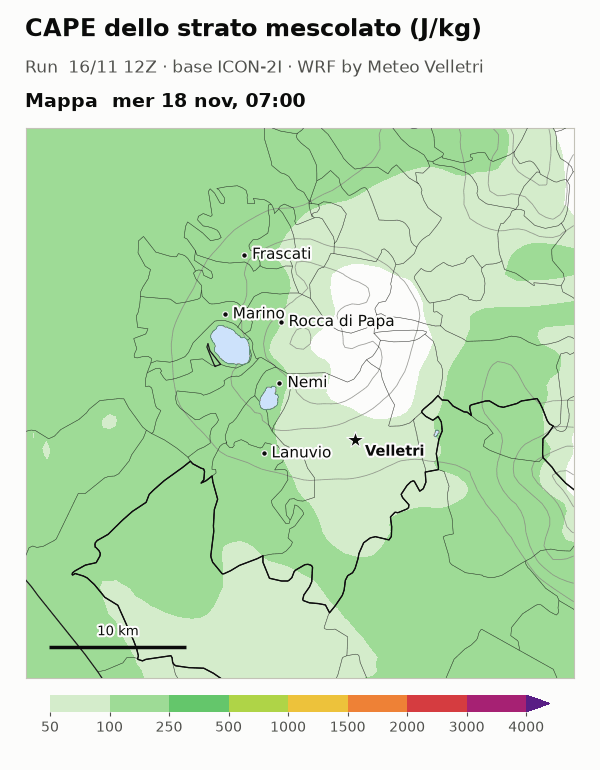 CAPE dello strato mescolato (J/kg)
Run  16/11 12Z · base ICON-2I · WRF by Meteo Velletri
Mappa  mer 18 nov, 07:00
Frascati
Marino
Rocca di Papa
Nemi
Velletri
Lanuvio
10 km
50 100 250 500 1000 1500 2000 3000 4000